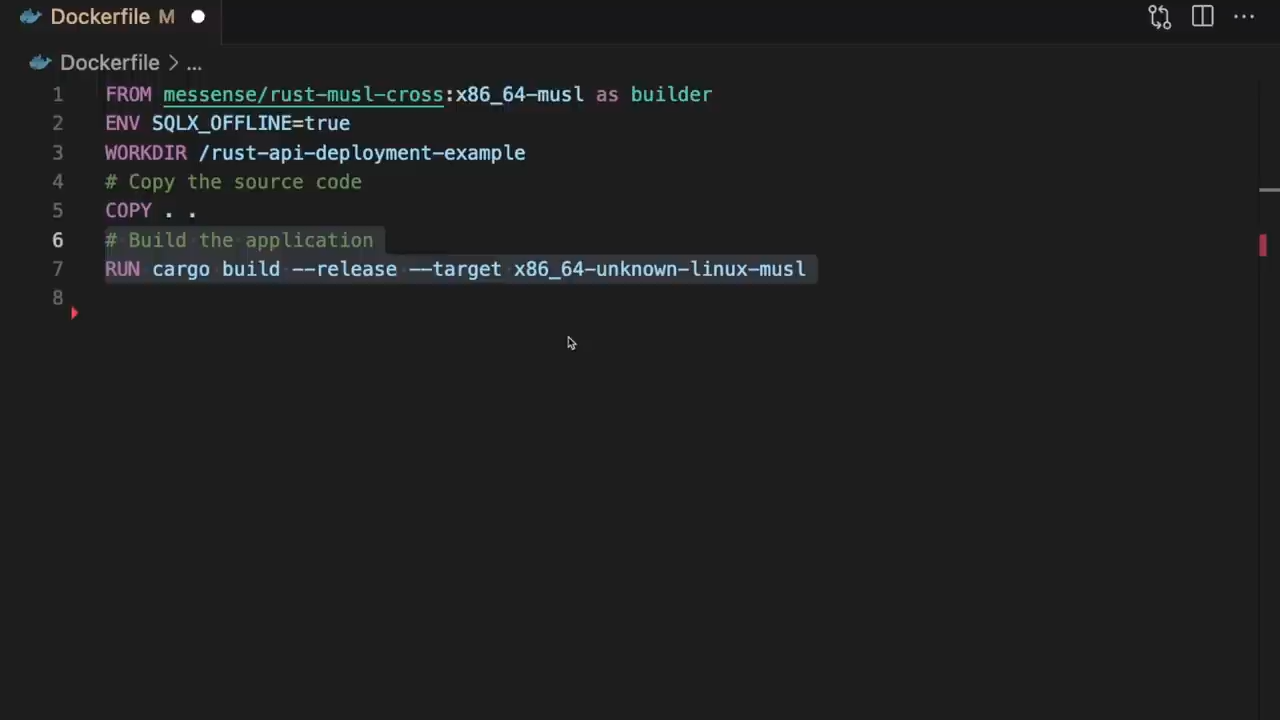 Dockerfile M
Dockerfile > ...
1 FROM messense/rust-musl-cross:x86_64-musl as builder
2 ENV SQLX_OFFLINE=true
3 WORKDIR /rust-api-deployment-example
4 # Copy the source code
5 COPY . .
6 # Build the application
7 RUN cargo build --release --target x86_64-unknown-linux-musl
8